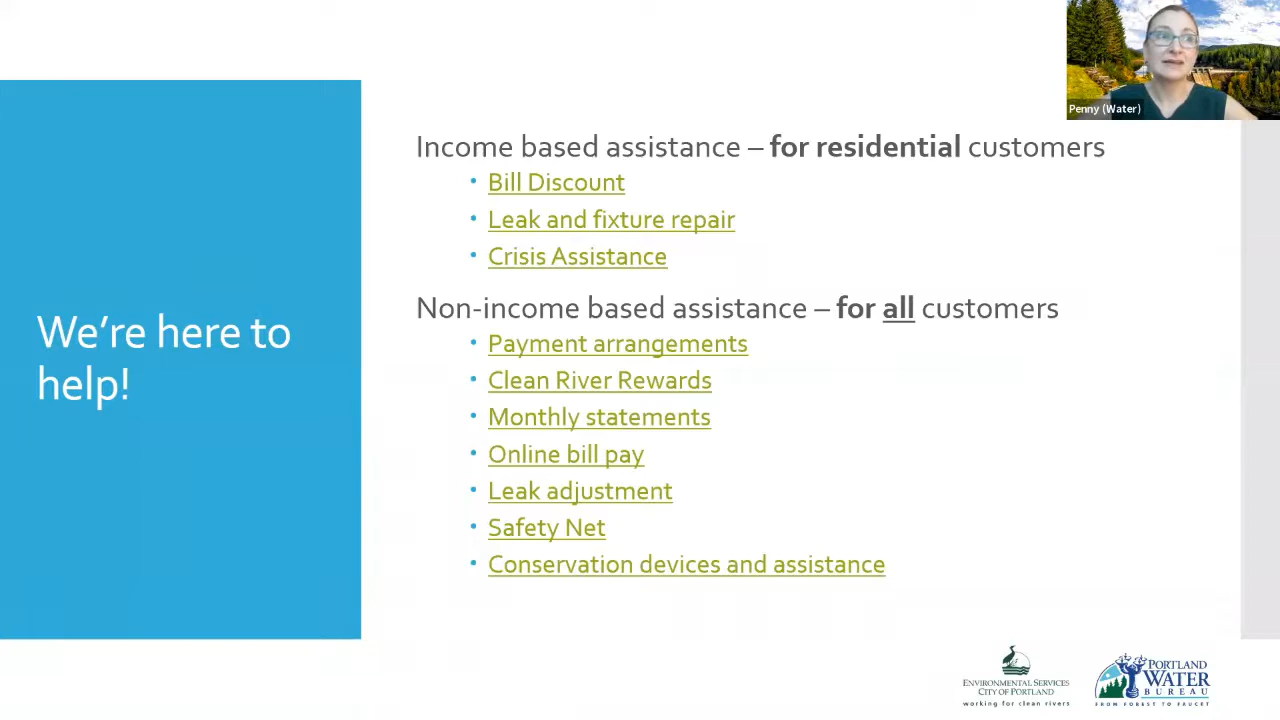 Penny (Water)
Income based assistance – for residential customers
• Bill Discount
• Leak and fixture repair
• Crisis Assistance
Non-income based assistance – for all customers
• Payment arrangements
• Clean River Rewards
• Monthly statements
• Online bill pay
• Leak adjustment
• Safety Net
• Conservation devices and assistance
We’re here to
help!
ENVIRONMENTAL SERVICES
CITY OF PORTLAND
working for clean rivers
PORTLAND
WATER
BUREAU
FROM FOREST TO FAUCET